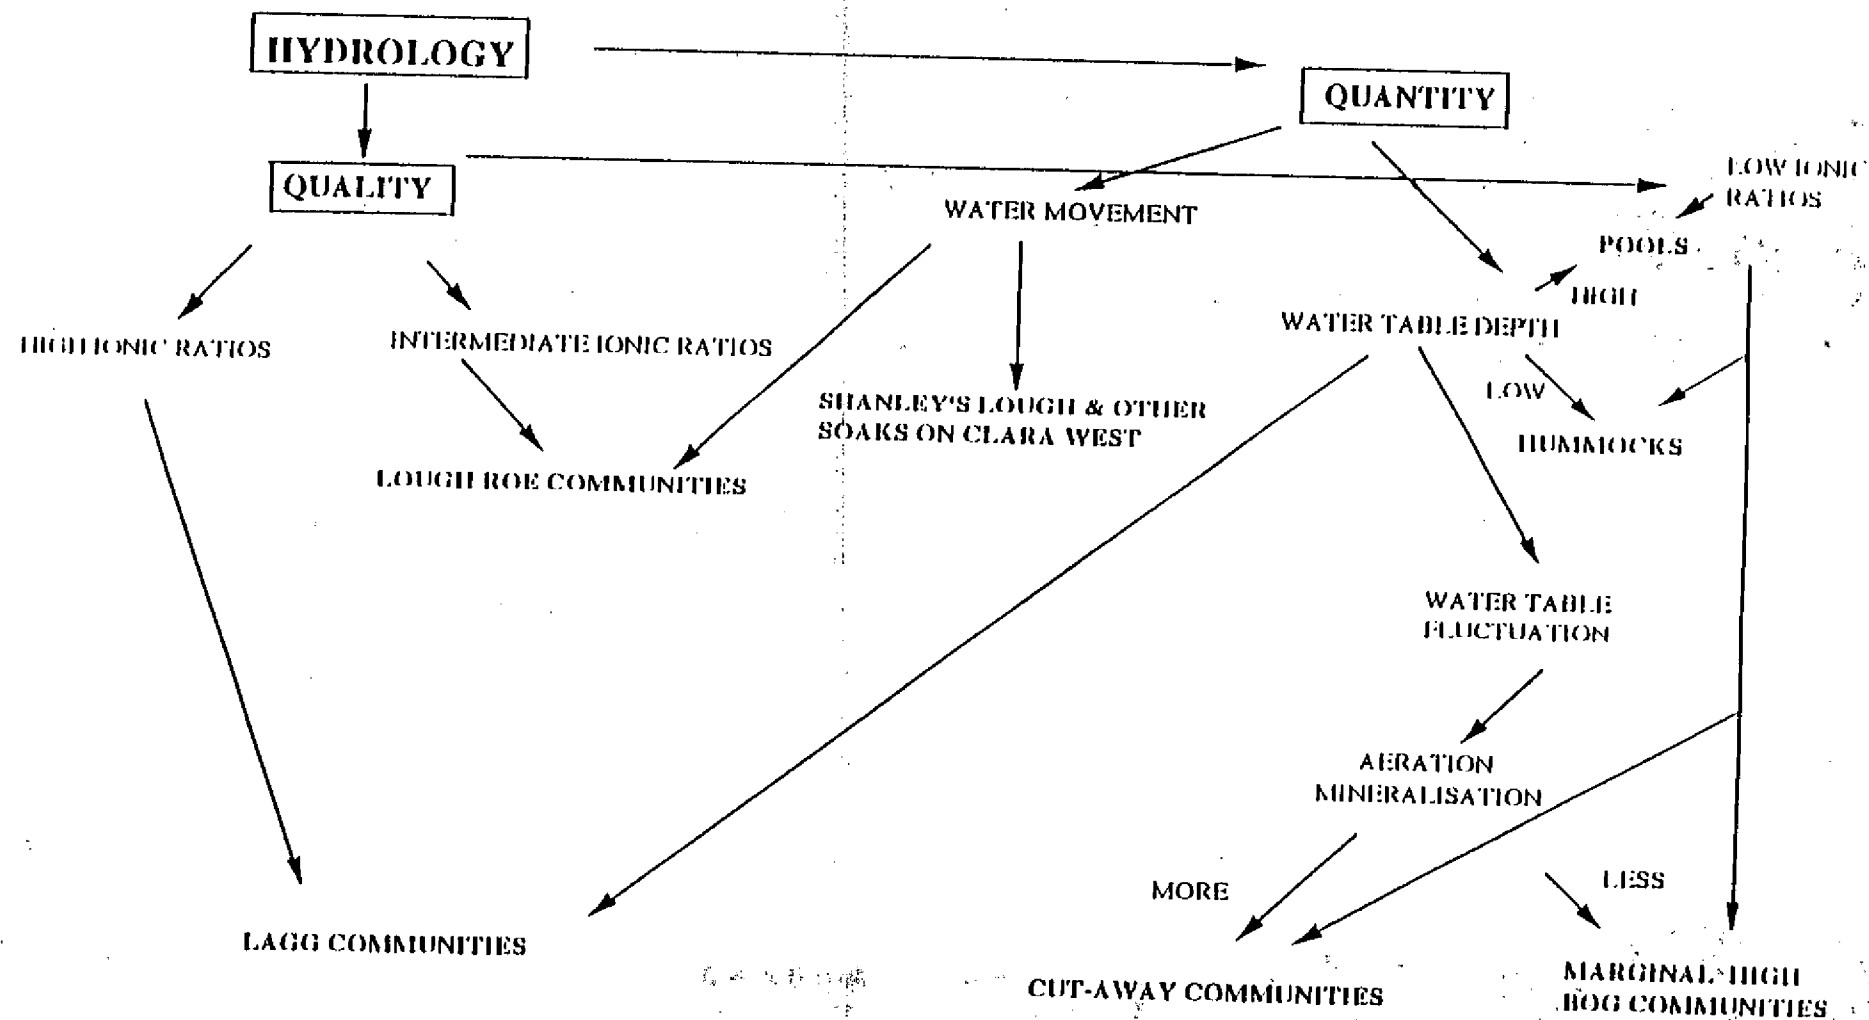 HYDROLOGY
QUANTITY
QUALITY
LOW IONIC
RATIOS
WATER MOVEMENT
POOLS
HIGH
WATER TABLE DEPTH
HIGH IONIC RATIOS
INTERMEDIATE IONIC RATIOS
LOW
SHANLEY'S LOUGH & OTHER
SOAKS ON CLARA WEST
HUMMOCKS
LOUGH ROE COMMUNITIES
WATER TABLE
FLUCTUATION
AERATION
MINERALISATION
MORE
LESS
LAGG COMMUNITIES
CUT-AWAY COMMUNITIES
MARGINAL HIGH
BOG COMMUNITIES